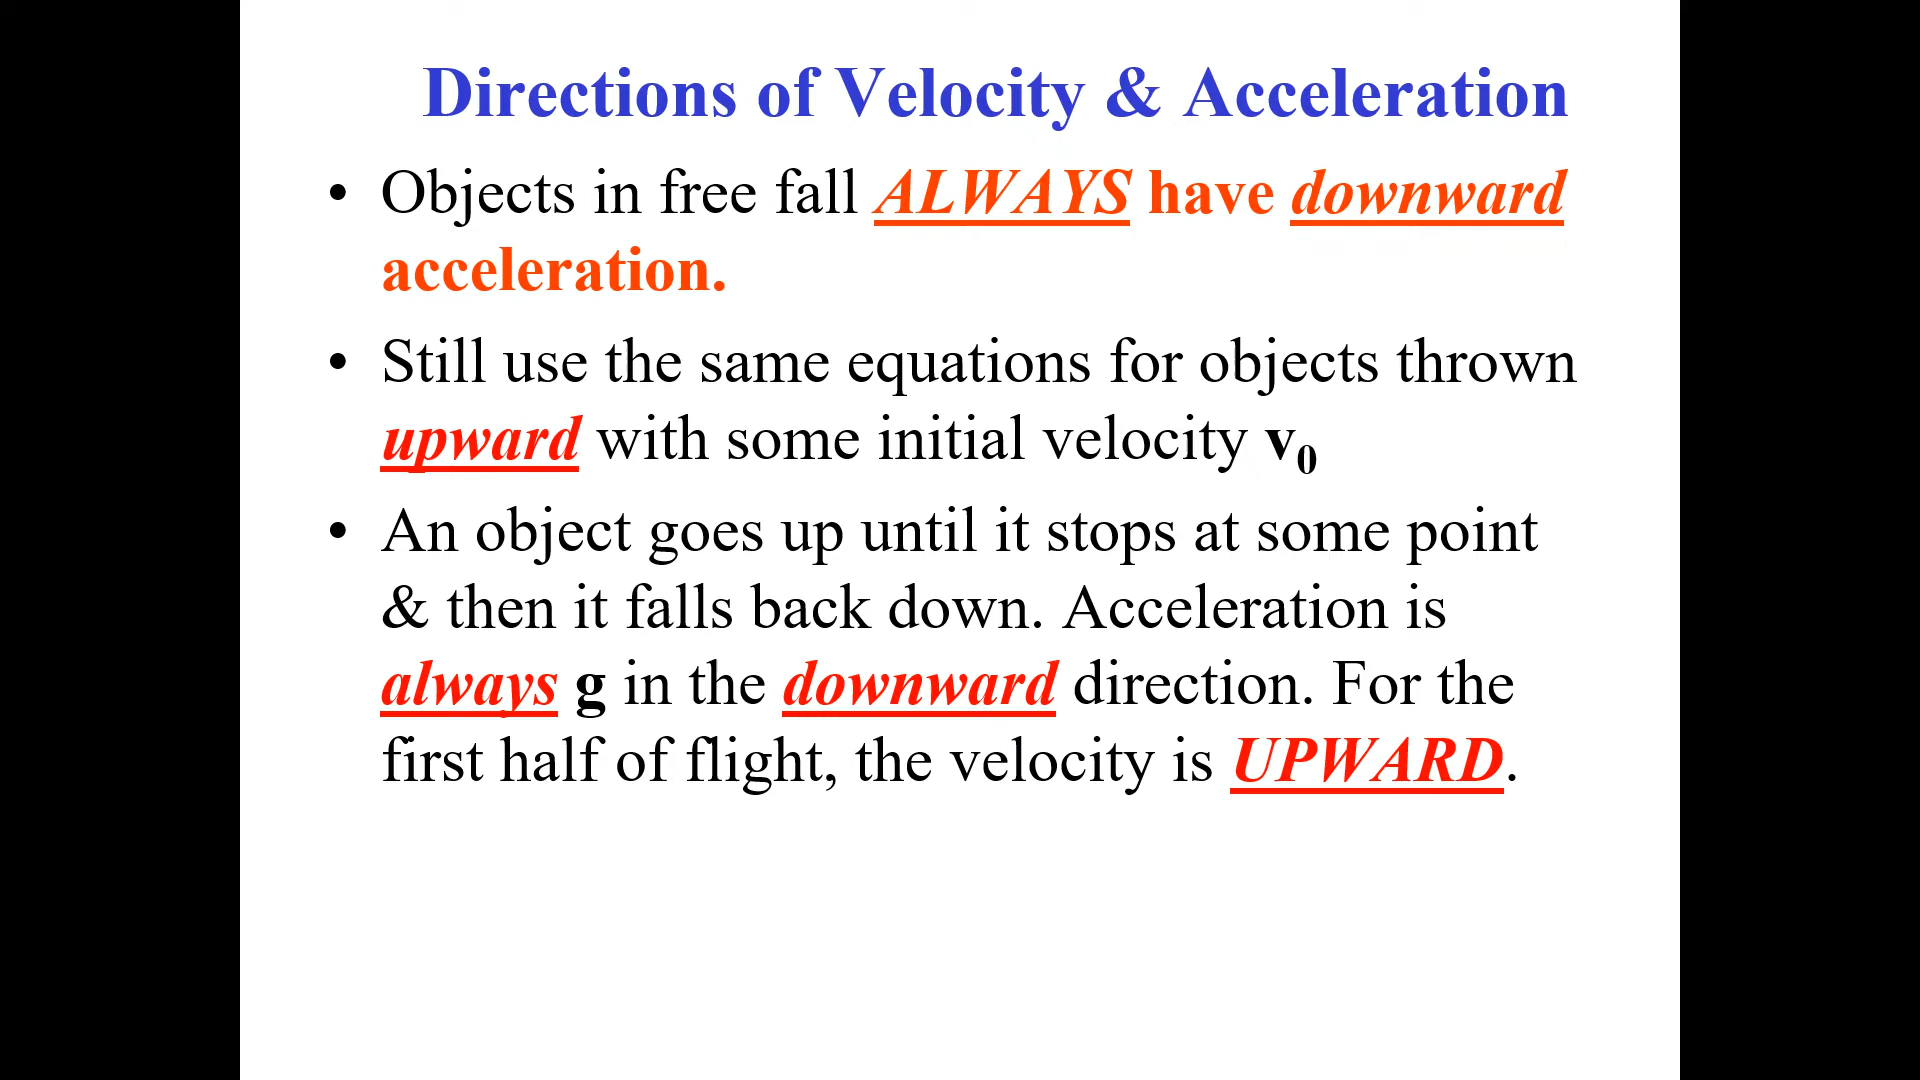 Directions of Velocity & Acceleration
• Objects in free fall ALWAYS have downward
acceleration.
• Still use the same equations for objects thrown
upward with some initial velocity v₀
• An object goes up until it stops at some point
& then it falls back down. Acceleration is
always g in the downward direction. For the
first half of flight, the velocity is UPWARD.